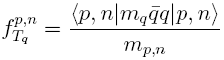 f_{T_q}^{p,n} = \frac{\langle p, n | m_q \bar{q} q | p, n \rangle}{m_{p,n}}